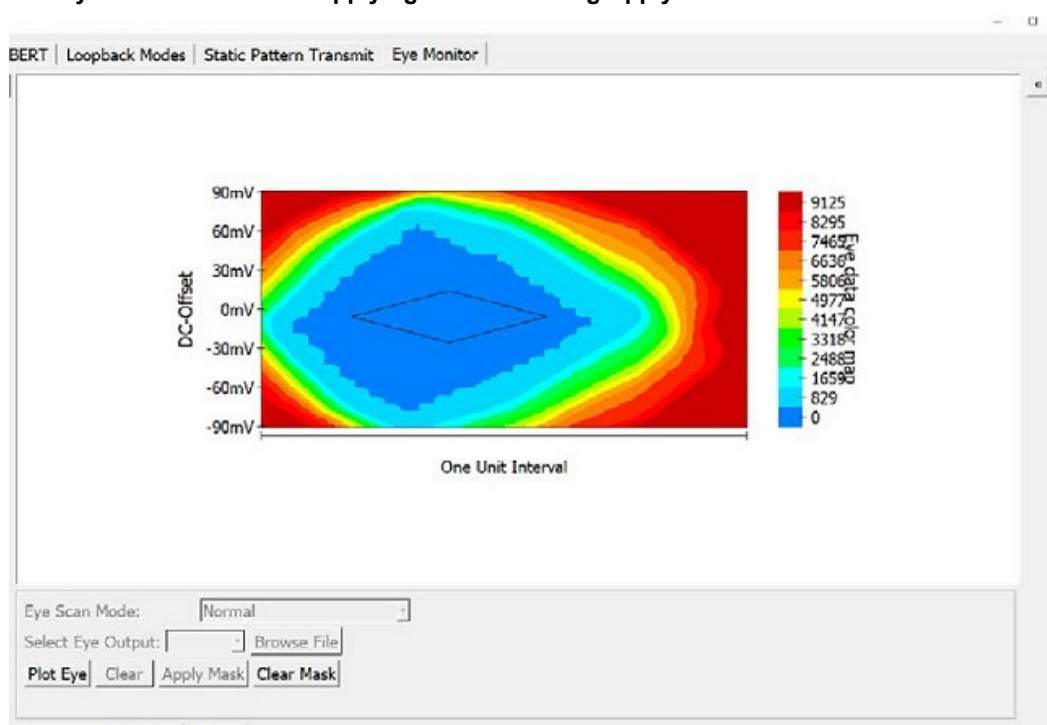 BERT Loopback Modes Static Pattern Transmit Eye Monitor
90mV
60mV
30mV
0mV
-30mV
-60mV
-90mV
DC-Offset
One Unit Interval
9125
8295
7465
6636
5806
4977
4147
3318
2488
1659
829
0
Eye data color map
Eye Scan Mode: Normal
Select Eye Output: Browse File
Plot Eye Clear Apply Mask Clear Mask